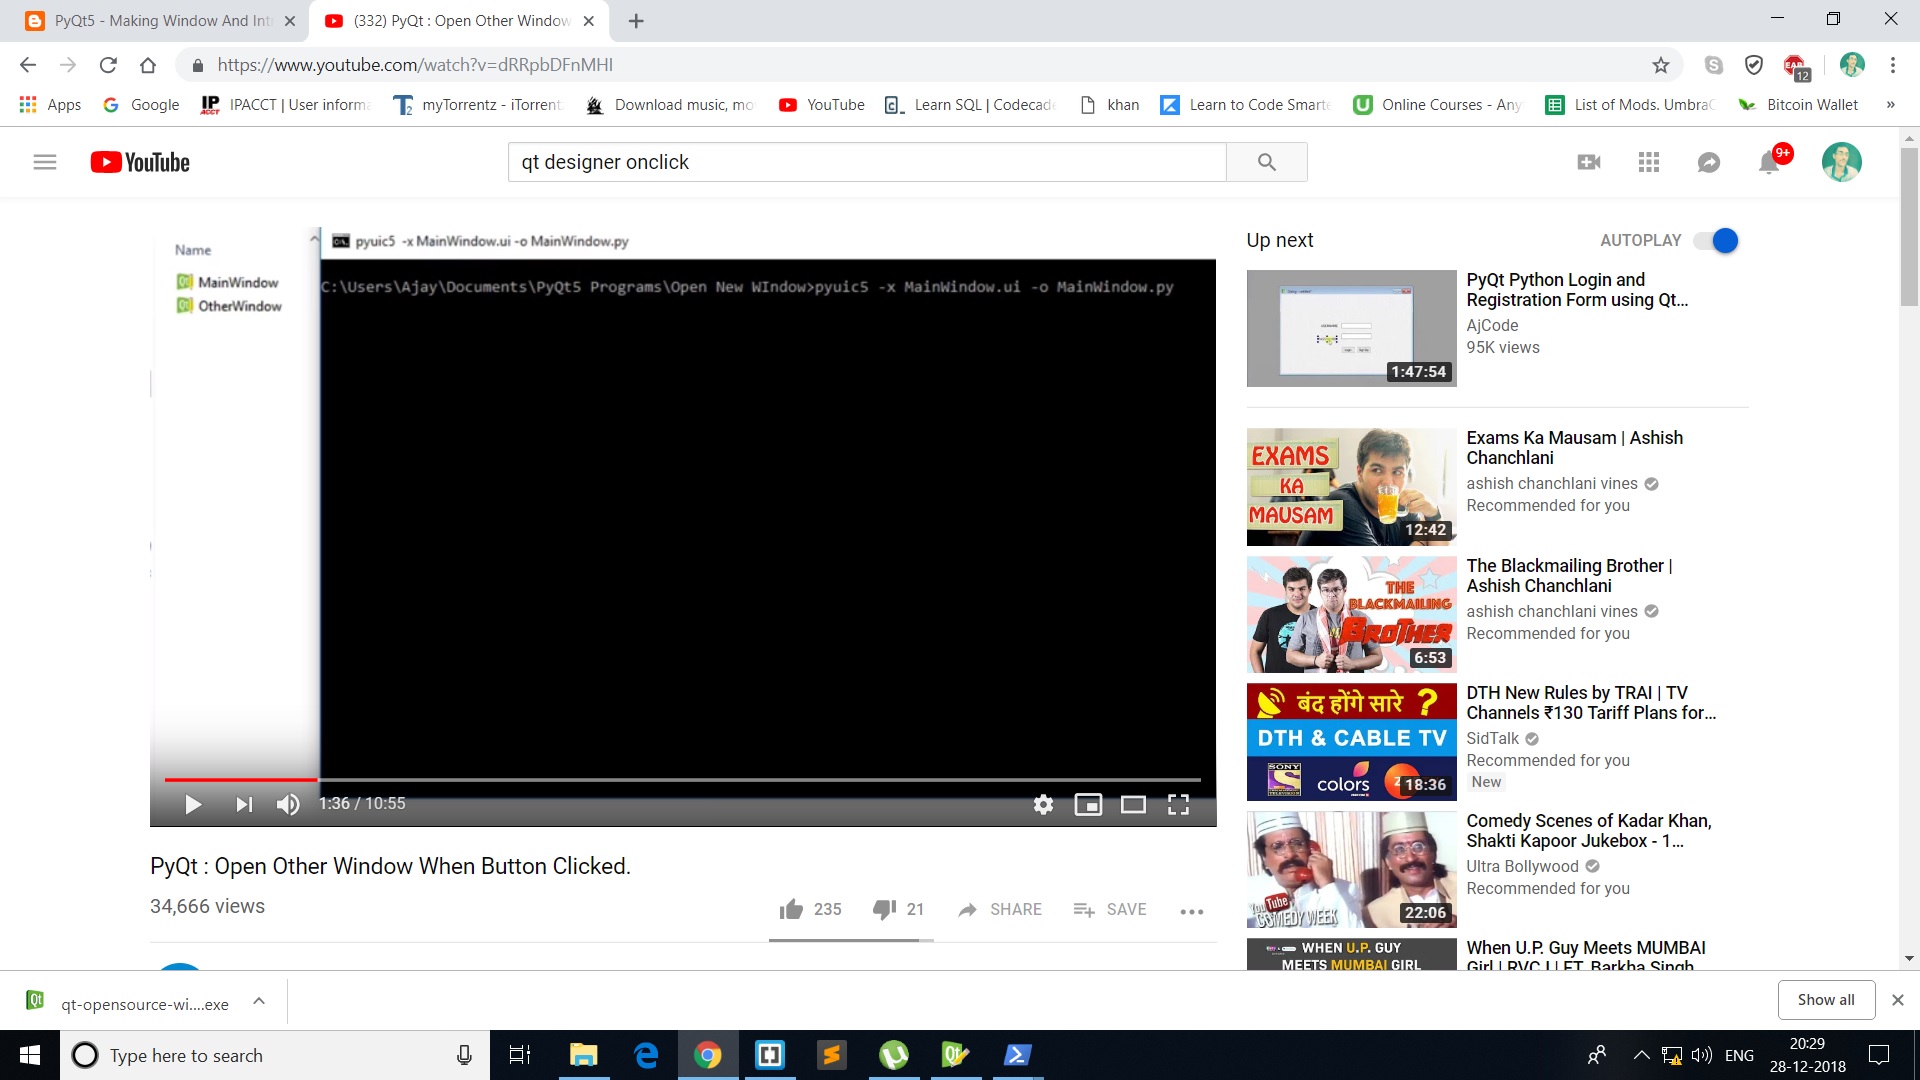 PyQt5 - Making Window And Inte
(332) PyQt : Open Other Window
https://www.youtube.com/watch?v=dRRpbDFnMHI
12
Apps
Google
IPACCT | User informa
myTorrentz - iTorrent
Download music, mo
YouTube
Learn SQL | Codecade
khan
Learn to Code Smarte
Online Courses - Any
List of Mods. UmbraC
Bitcoin Wallet
»
YouTube
qt designer onclick
9+
Name
MainWindow
OtherWindow
pyuic5 -x MainWindow.ui -o MainWindow.py
C:\Users\Ajay\Documents\PyQt5 Programs\Open New WIndow>pyuic5 -x MainWindow.ui -o MainWindow.py
1:36 / 10:55
PyQt : Open Other Window When Button Clicked.
34,666 views
235
21
SHARE
SAVE
Up next
AUTOPLAY
1:47:54
PyQt Python Login and
Registration Form using Qt...
AjCode
95K views
EXAMS
KA
MAUSAM
12:42
Exams Ka Mausam | Ashish
Chanchlani
ashish chanchlani vines
Recommended for you
THE
BLACKMAILING
BROTHER
6:53
The Blackmailing Brother |
Ashish Chanchlani
ashish chanchlani vines
Recommended for you
बंद होंगे सारे ?
DTH & CABLE TV
SONY
colors
18:36
DTH New Rules by TRAI | TV
Channels ₹130 Tariff Plans for...
SidTalk
Recommended for you
New
You Tube
COMEDY WEEK
22:06
Comedy Scenes of Kadar Khan,
Shakti Kapoor Jukebox - 1...
Ultra Bollywood
Recommended for you
WHEN U.P. GUY
MEETS MUMBAI GIRL
When U.P. Guy Meets MUMBAI
Girl | RVCJ | FT. Barkha Singh
qt-opensource-wi....exe
Show all
Type here to search
ENG
20:29
28-12-2018